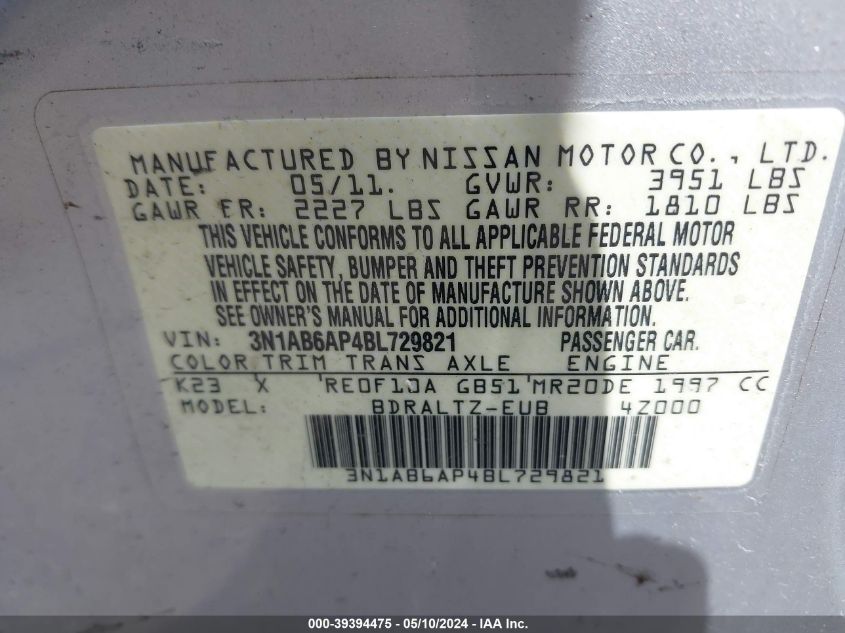 MANUFACTURED BY NISSAN MOTOR CO., LTD.
DATE: 05/11. GVWR: 3951 LBS
GAWR FR: 2227 LBS GAWR RR: 1810 LBS
THIS VEHICLE CONFORMS TO ALL APPLICABLE FEDERAL MOTOR
VEHICLE SAFETY, BUMPER AND THEFT PREVENTION STANDARDS
IN EFFECT ON THE DATE OF MANUFACTURE SHOWN ABOVE.
SEE OWNER'S MANUAL FOR ADDITIONAL INFORMATION.
VIN: 3N1AB6AP4BL729821 PASSENGER CAR.
COLOR TRIM TRANS AXLE ENGINE
K23 X RE0F10A GB51 MR20DE 1997 CC
MODEL: BDRALTZ-EUB 4Z000
3N1AB6AP4BL729821
000-39394475 - 05/10/2024 - IAA Inc.